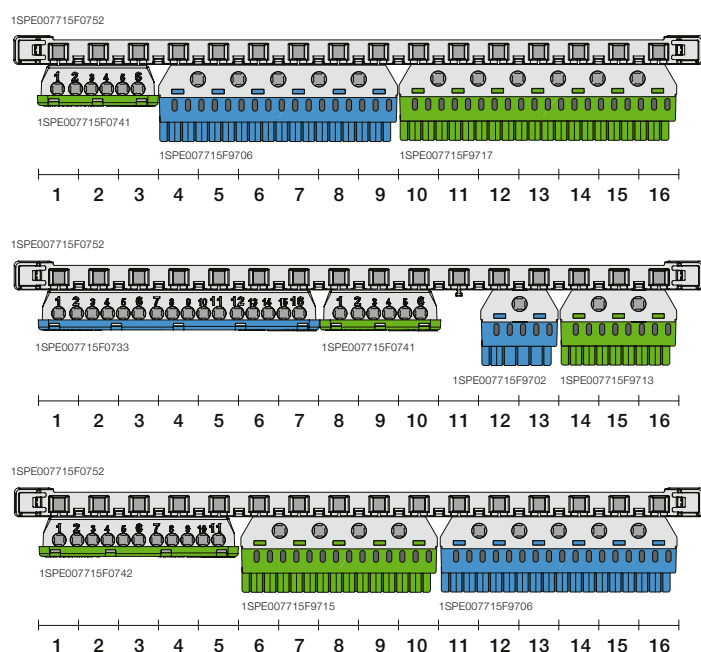 1SPE007715F0752
1 2 3 4 5 6
1SPE007715F0741
1SPE007715F9706
1SPE007715F9717
1 2 3 4 5 6 7 8 9 10 11 12 13 14 15 16
1SPE007715F0752
1 2 3 4 5 6 7 8 9 10 11 12 13 14 15 16
1 2 3 4 5 6
1SPE007715F0733
1SPE007715F0741
1SPE007715F9702
1SPE007715F9713
1 2 3 4 5 6 7 8 9 10 11 12 13 14 15 16
1SPE007715F0752
1 2 3 4 5 6 7 8 9 10 11
1SPE007715F0742
1SPE007715F9715
1SPE007715F9706
1 2 3 4 5 6 7 8 9 10 11 12 13 14 15 16